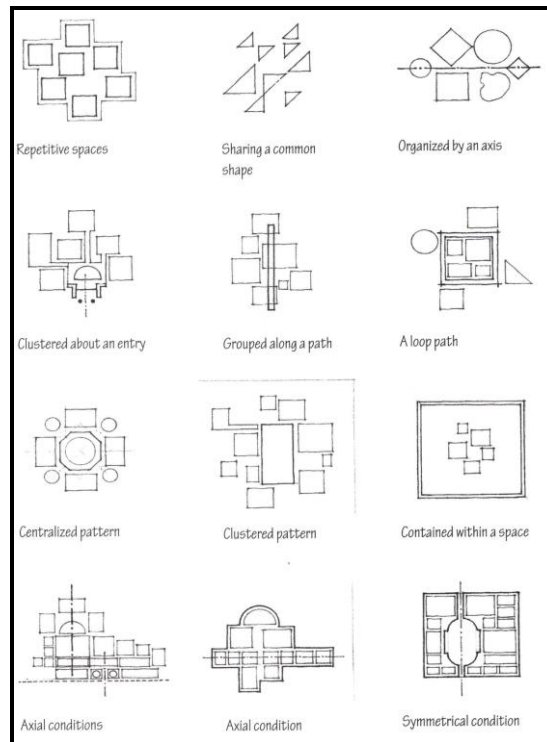 Repetitive spaces
Sharing a common
shape
Organized by an axis
Clustered about an entry
Grouped along a path
A loop path
Centralized pattern
Clustered pattern
Contained within a space
Axial conditions
Axial condition
Symmetrical condition